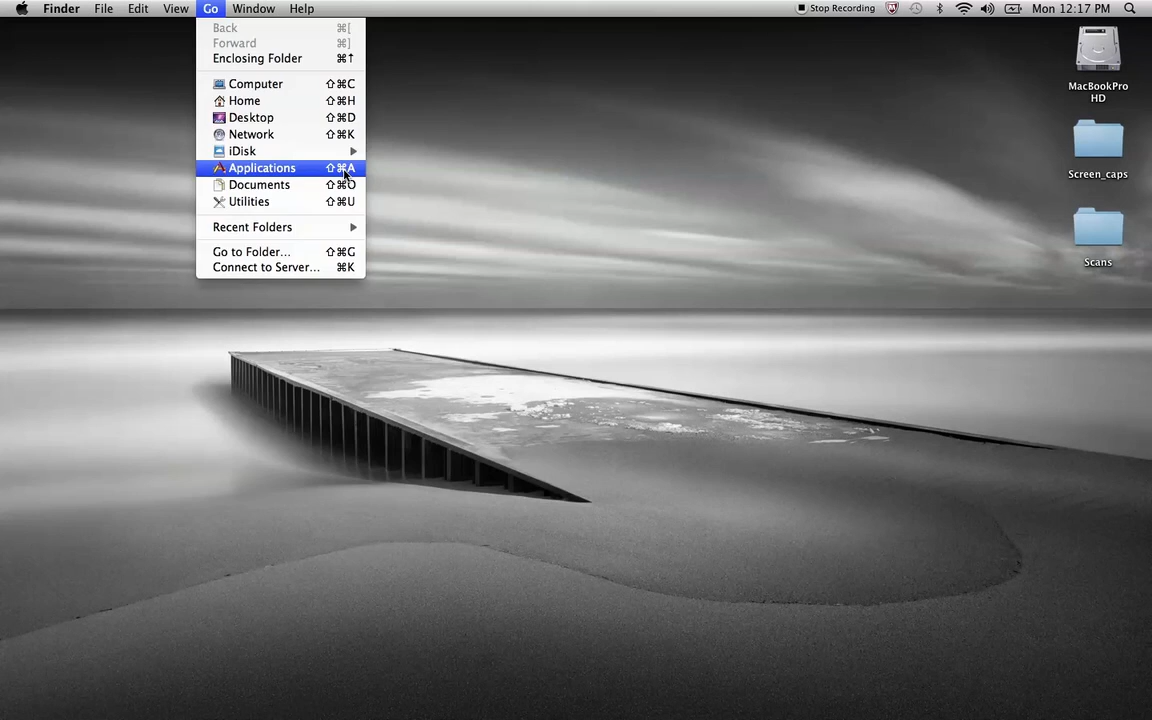 Finder File Edit View Go Window Help Stop Recording Mon 12:17 PM
Back ⌘[
Forward ⌘]
Enclosing Folder ⌘↑
Computer ⇧⌘C
Home ⇧⌘H
Desktop ⇧⌘D
Network ⇧⌘K
iDisk
Applications ⇧⌘A
Documents ⇧⌘O
Utilities ⇧⌘U
Recent Folders
Go to Folder... ⇧⌘G
Connect to Server... ⌘K
MacBookPro
HD
Screen_caps
Scans